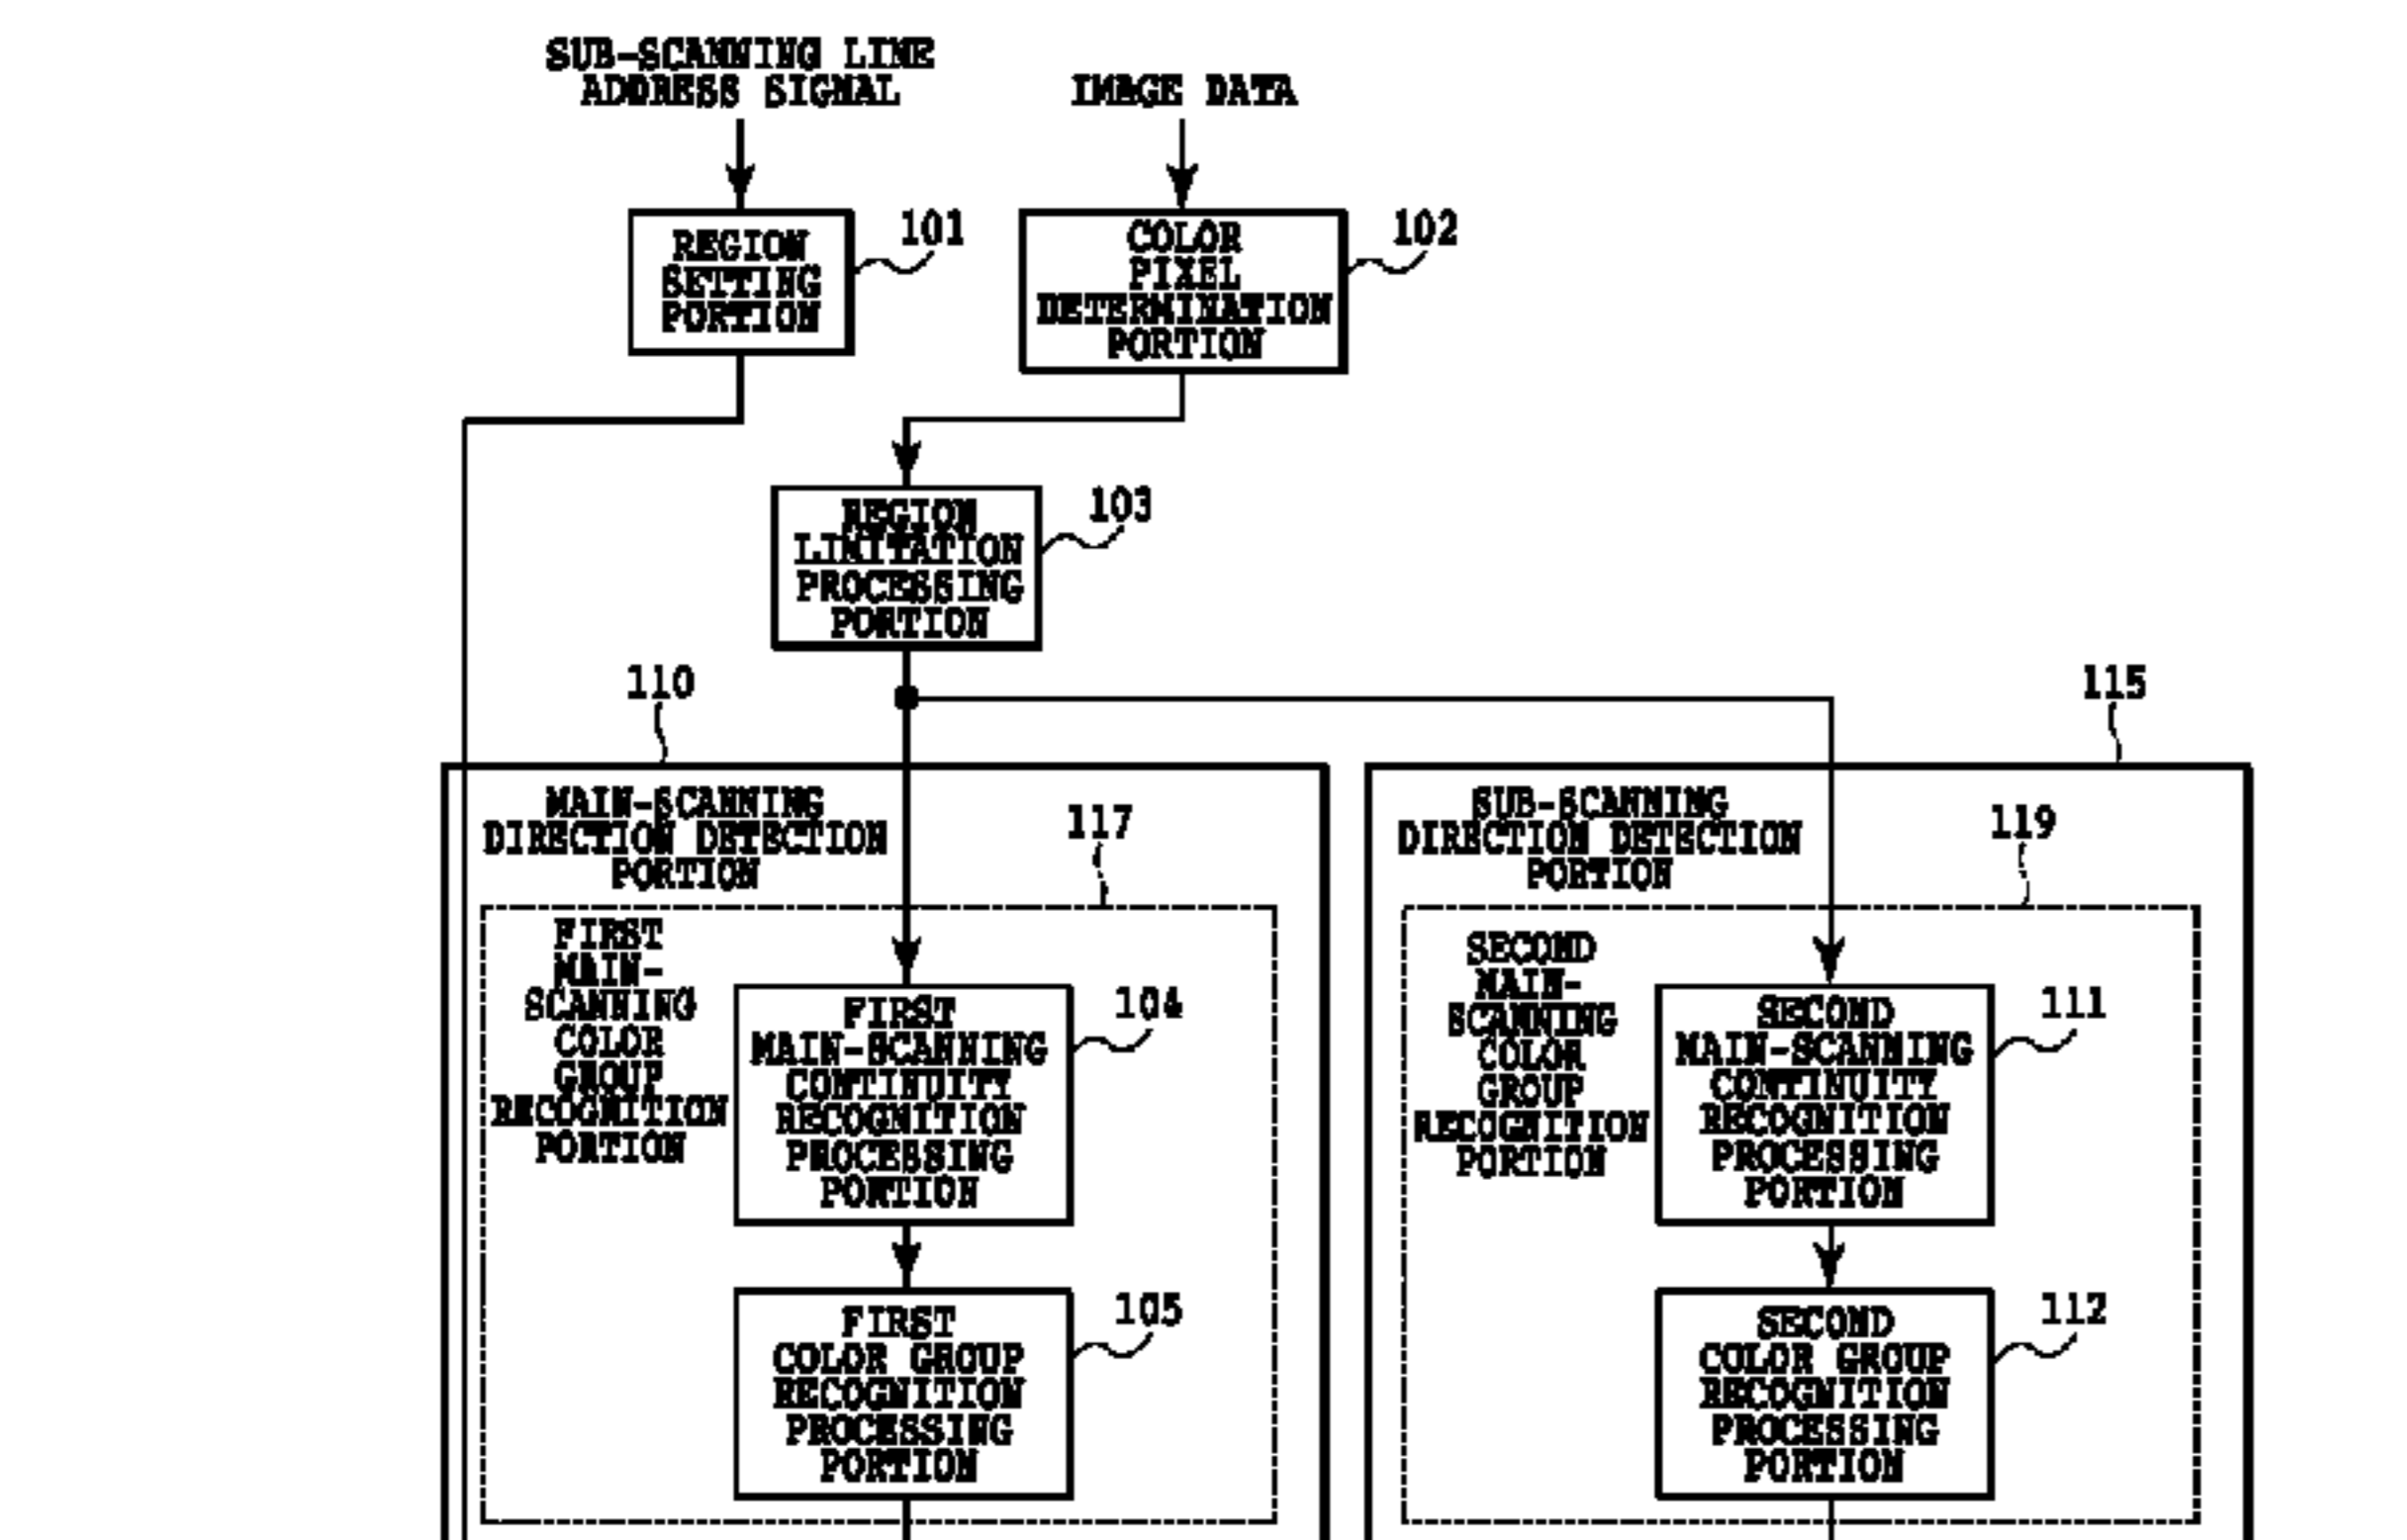 SUB-SCANNING LINE
ADDRESS SIGNAL
IMAGE DATA
REGION
SETTING
PORTION
101
COLOR
PIXEL
DETERMINATION
PORTION
102
REGION
LIMITATION
PROCESSING
PORTION
103
110
115
MAIN-SCANNING
DIRECTION DETECTION
PORTION
117
SUB-SCANNING
DIRECTION DETECTION
PORTION
119
FIRST
MAIN-
SCANNING
COLOR
GROUP
RECOGNITION
PORTION
FIRST
MAIN-SCANNING
CONTINUITY
RECOGNITION
PROCESSING
PORTION
104
SECOND
MAIN-
SCANNING
COLOR
GROUP
RECOGNITION
PORTION
SECOND
MAIN-SCANNING
CONTINUITY
RECOGNITION
PROCESSING
PORTION
111
FIRST
COLOR GROUP
RECOGNITION
PROCESSING
PORTION
105
SECOND
COLOR GROUP
RECOGNITION
PROCESSING
PORTION
112